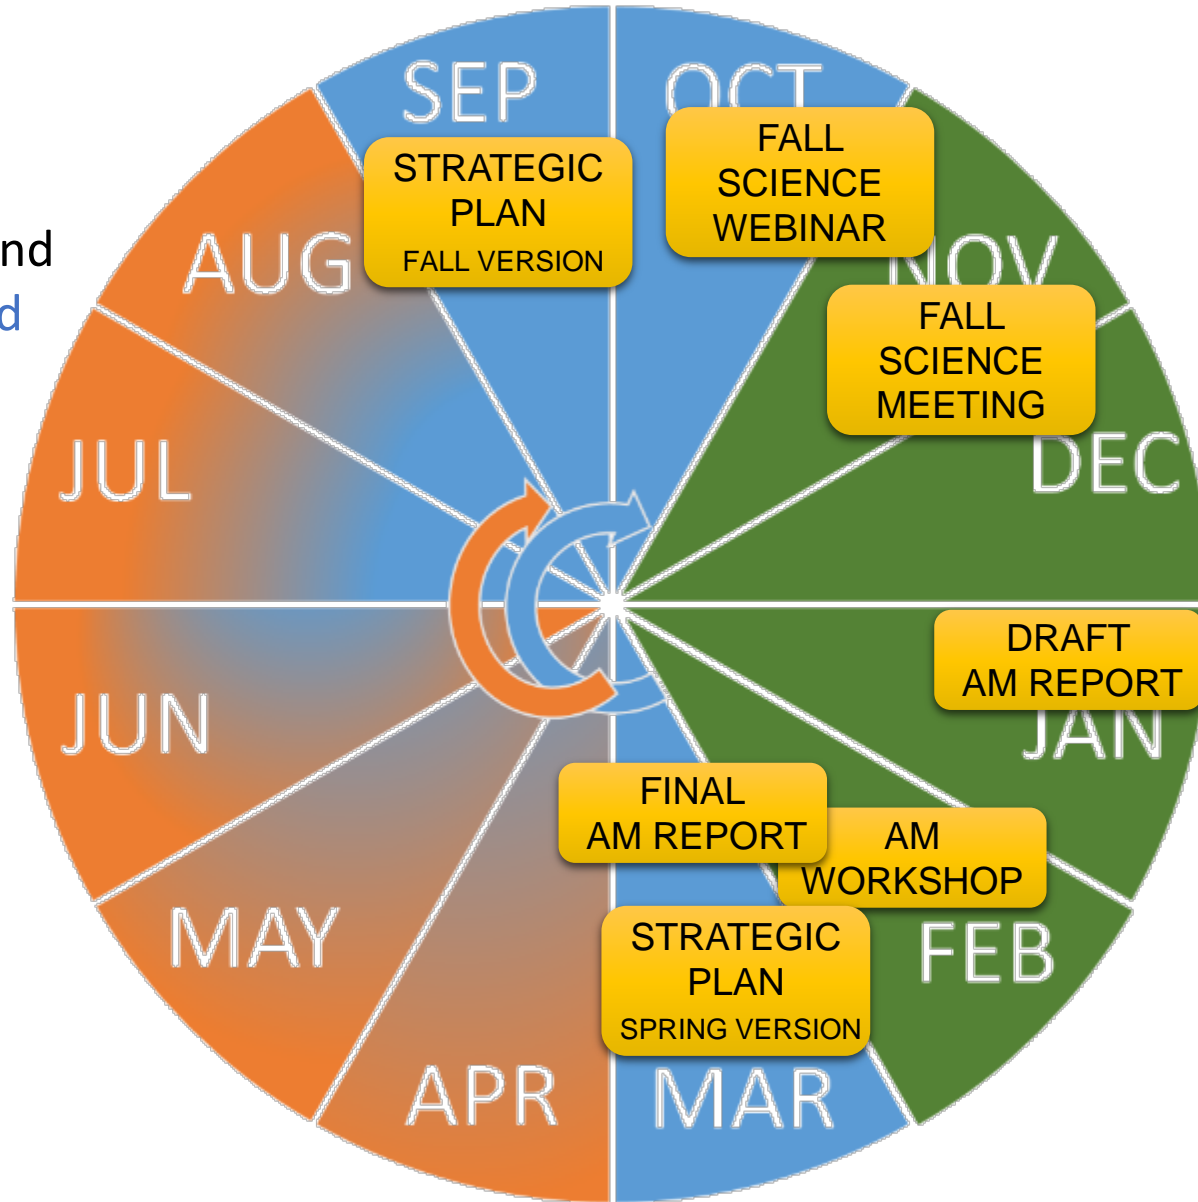 SEP
OCT
STRATEGIC
PLAN
FALL VERSION
FALL
SCIENCE
WEBINAR
nd
d
AUG
NOV
FALL
SCIENCE
MEETING
JUL
DEC
DRAFT
AM REPORT
JUN
JAN
FINAL
AM REPORT
AM
WORKSHOP
MAY
FEB
STRATEGIC
PLAN
SPRING VERSION
APR
MAR